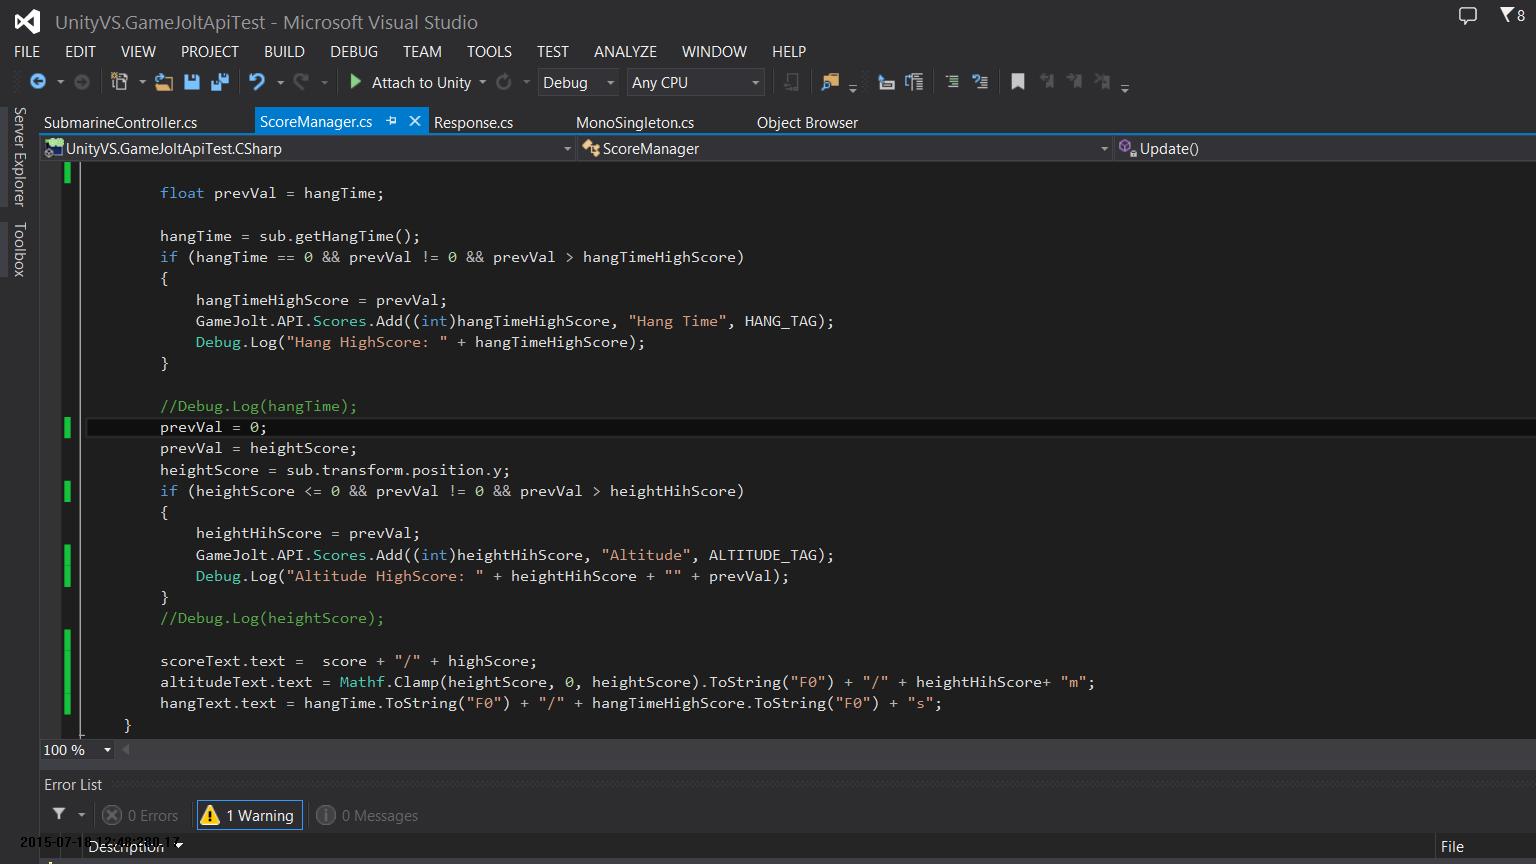 UnityVS.GameJoltApiTest - Microsoft Visual Studio
8
FILE EDIT VIEW PROJECT BUILD DEBUG TEAM TOOLS TEST ANALYZE WINDOW HELP
Attach to Unity Debug Any CPU
Server Explorer
Toolbox
SubmarineController.cs ScoreManager.cs Response.cs MonoSingleton.cs Object Browser
UnityVS.GameJoltApiTest.CSharp ScoreManager Update()
float prevVal = hangTime;
hangTime = sub.getHangTime();
if (hangTime == 0 && prevVal != 0 && prevVal > hangTimeHighScore)
{
hangTimeHighScore = prevVal;
GameJolt.API.Scores.Add((int)hangTimeHighScore, "Hang Time", HANG_TAG);
Debug.Log("Hang HighScore: " + hangTimeHighScore);
}
//Debug.Log(hangTime);
prevVal = 0;
prevVal = heightScore;
heightScore = sub.transform.position.y;
if (heightScore <= 0 && prevVal != 0 && prevVal > heightHihScore)
{
heightHihScore = prevVal;
GameJolt.API.Scores.Add((int)heightHihScore, "Altitude", ALTITUDE_TAG);
Debug.Log("Altitude HighScore: " + heightHihScore + "" + prevVal);
}
//Debug.Log(heightScore);
scoreText.text =  score + "/" + highScore;
altitudeText.text = Mathf.Clamp(heightScore, 0, heightScore).ToString("F0") + "/" + heightHihScore+ "m";
hangText.text = hangTime.ToString("F0") + "/" + hangTimeHighScore.ToString("F0") + "s";
}
100 %
Error List
0 Errors 1 Warning 0 Messages
Description File